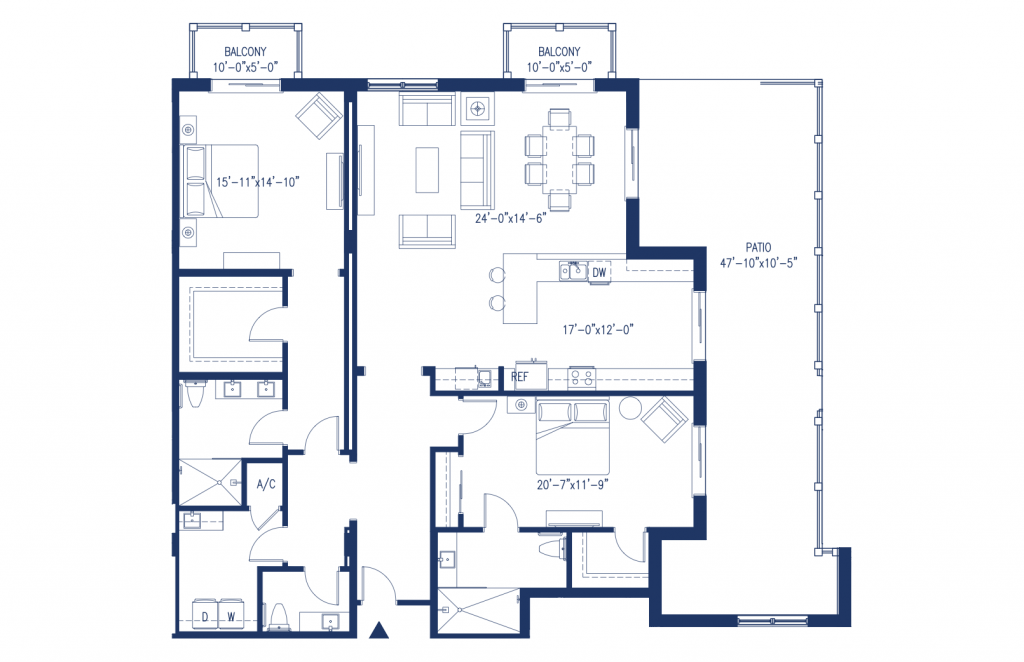 BALCONY
10'-0"x5'-0"
BALCONY
10'-0"x5'-0"
15'-11"x14'-10"
24'-0"x14'-6"
PATIO
47'-10"x10'-5"
DW
17'-0"x12'-0"
REF
A/C
20'-7"x11'-9"
D
W